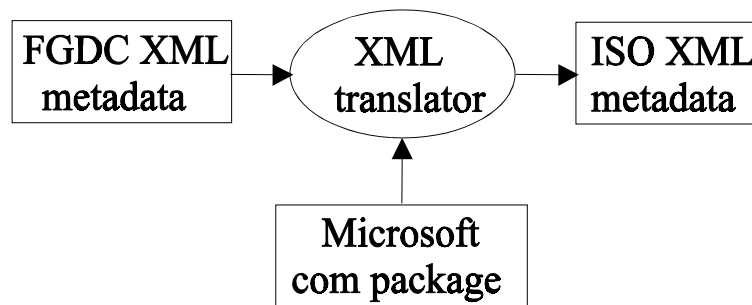 FGDC XML
metadata
XML
translator
ISO XML
metadata
Microsoft
com package